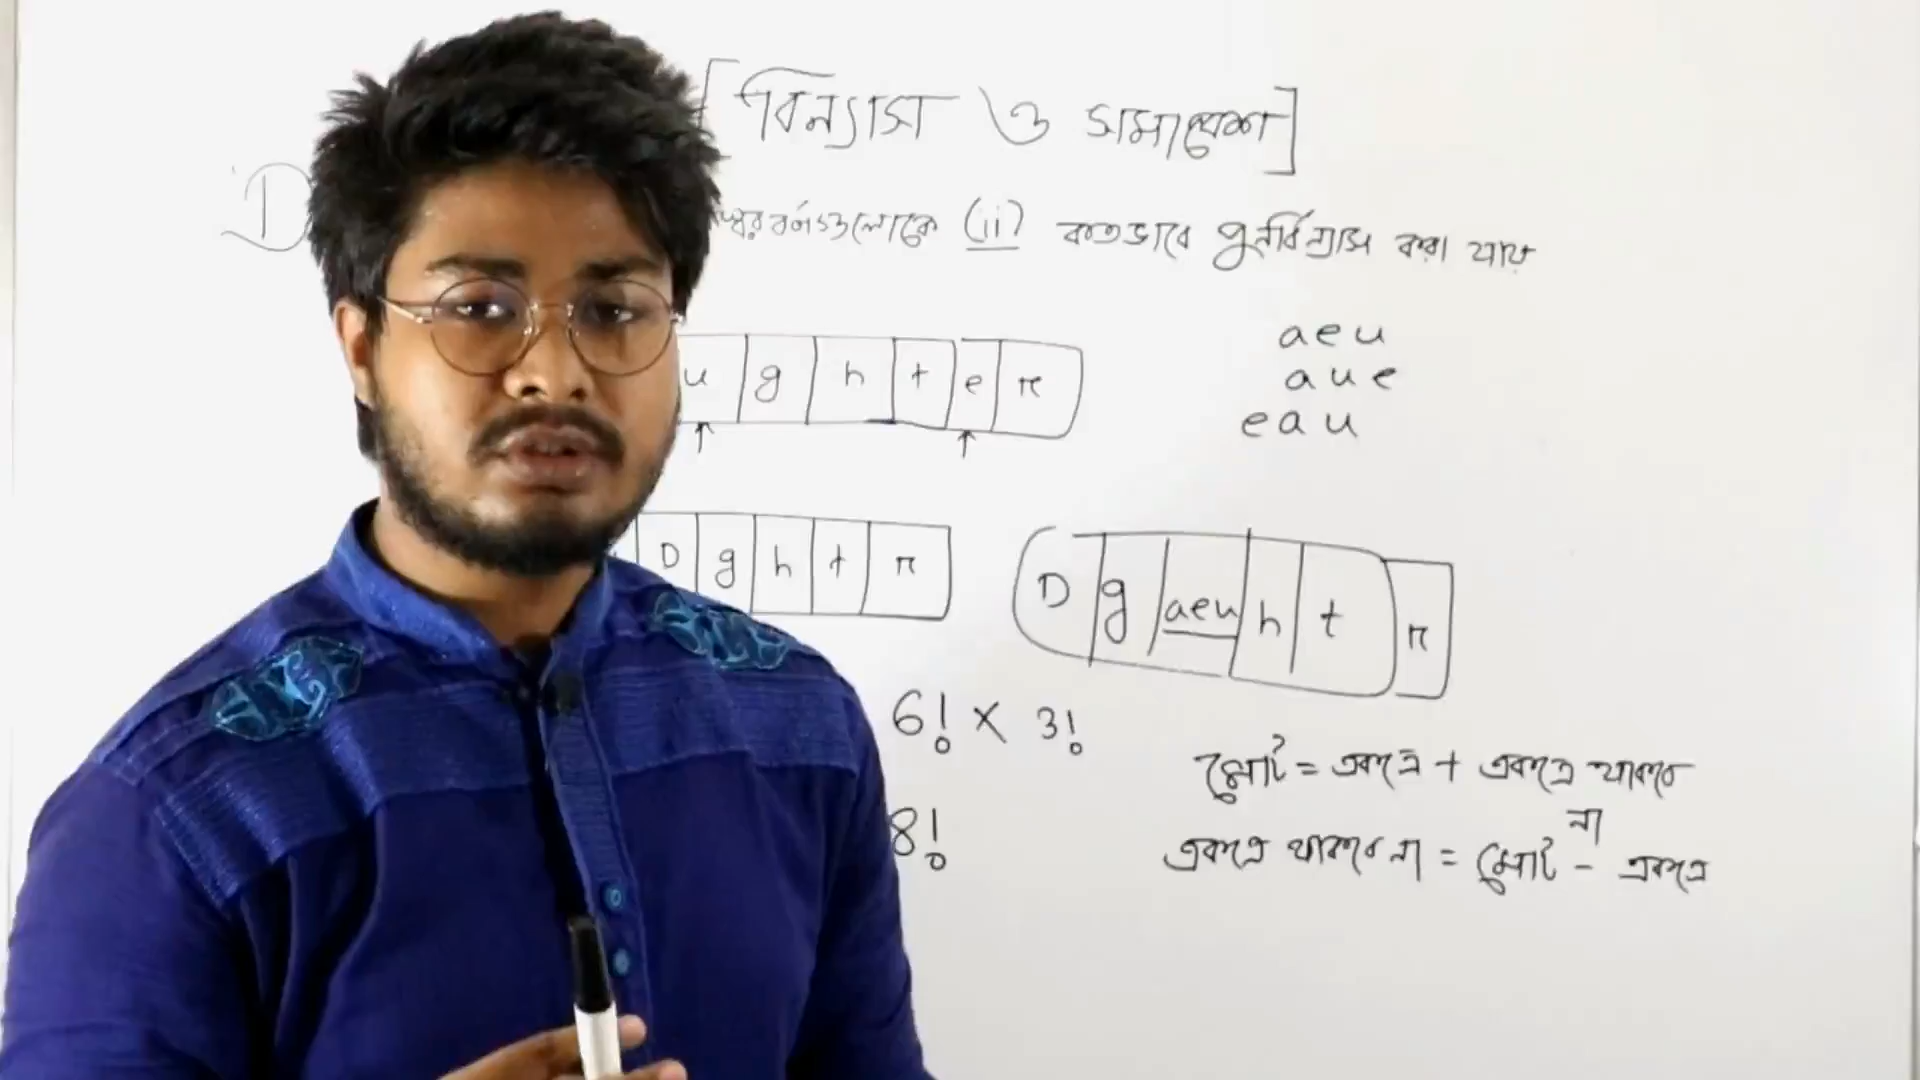 [বিন্যাস ও সমাবেশ]
D
স্বরবর্ণগুলোকে (ii) কতভাবে পুনর্বিন্যাস করা যায়
u g h t e r
aeu
aue
eau
D g h t r
D g aeu h t r
6! × 3!
8!
মোট = একত্রে + একত্রে থাকবে না
একত্রে থাকবে না = মোট - একত্রে